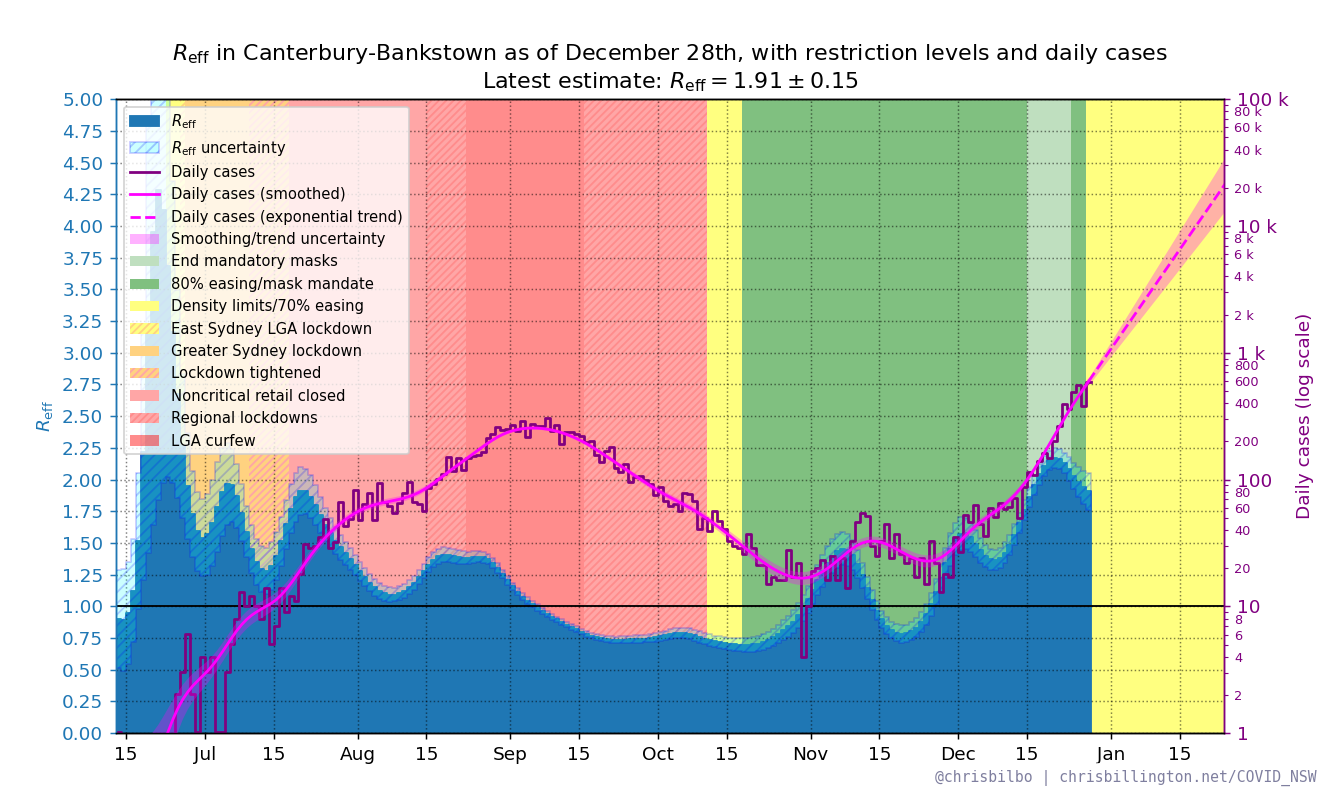 R_eff in Canterbury-Bankstown as of December 28th, with restriction levels and daily cases
Latest estimate: R_eff = 1.91 ± 0.15
R_eff
R_eff uncertainty
Daily cases
Daily cases (smoothed)
Daily cases (exponential trend)
Smoothing/trend uncertainty
End mandatory masks
80% easing/mask mandate
Density limits/70% easing
East Sydney LGA lockdown
Greater Sydney lockdown
Lockdown tightened
Noncritical retail closed
Regional lockdowns
LGA curfew
R_eff
5.00
4.75
4.50
4.25
4.00
3.75
3.50
3.25
3.00
2.75
2.50
2.25
2.00
1.75
1.50
1.25
1.00
0.75
0.50
0.25
0.00
100 k
80 k
60 k
40 k
20 k
10 k
8 k
6 k
4 k
2 k
1 k
800
600
400
200
100
80
60
40
20
10
8
6
4
2
1
Daily cases (log scale)
15 Jul 15 Aug 15 Sep 15 Oct 15 Nov 15 Dec 15 Jan 15
@chrisbilbo | chrisbillington.net/COVID_NSW